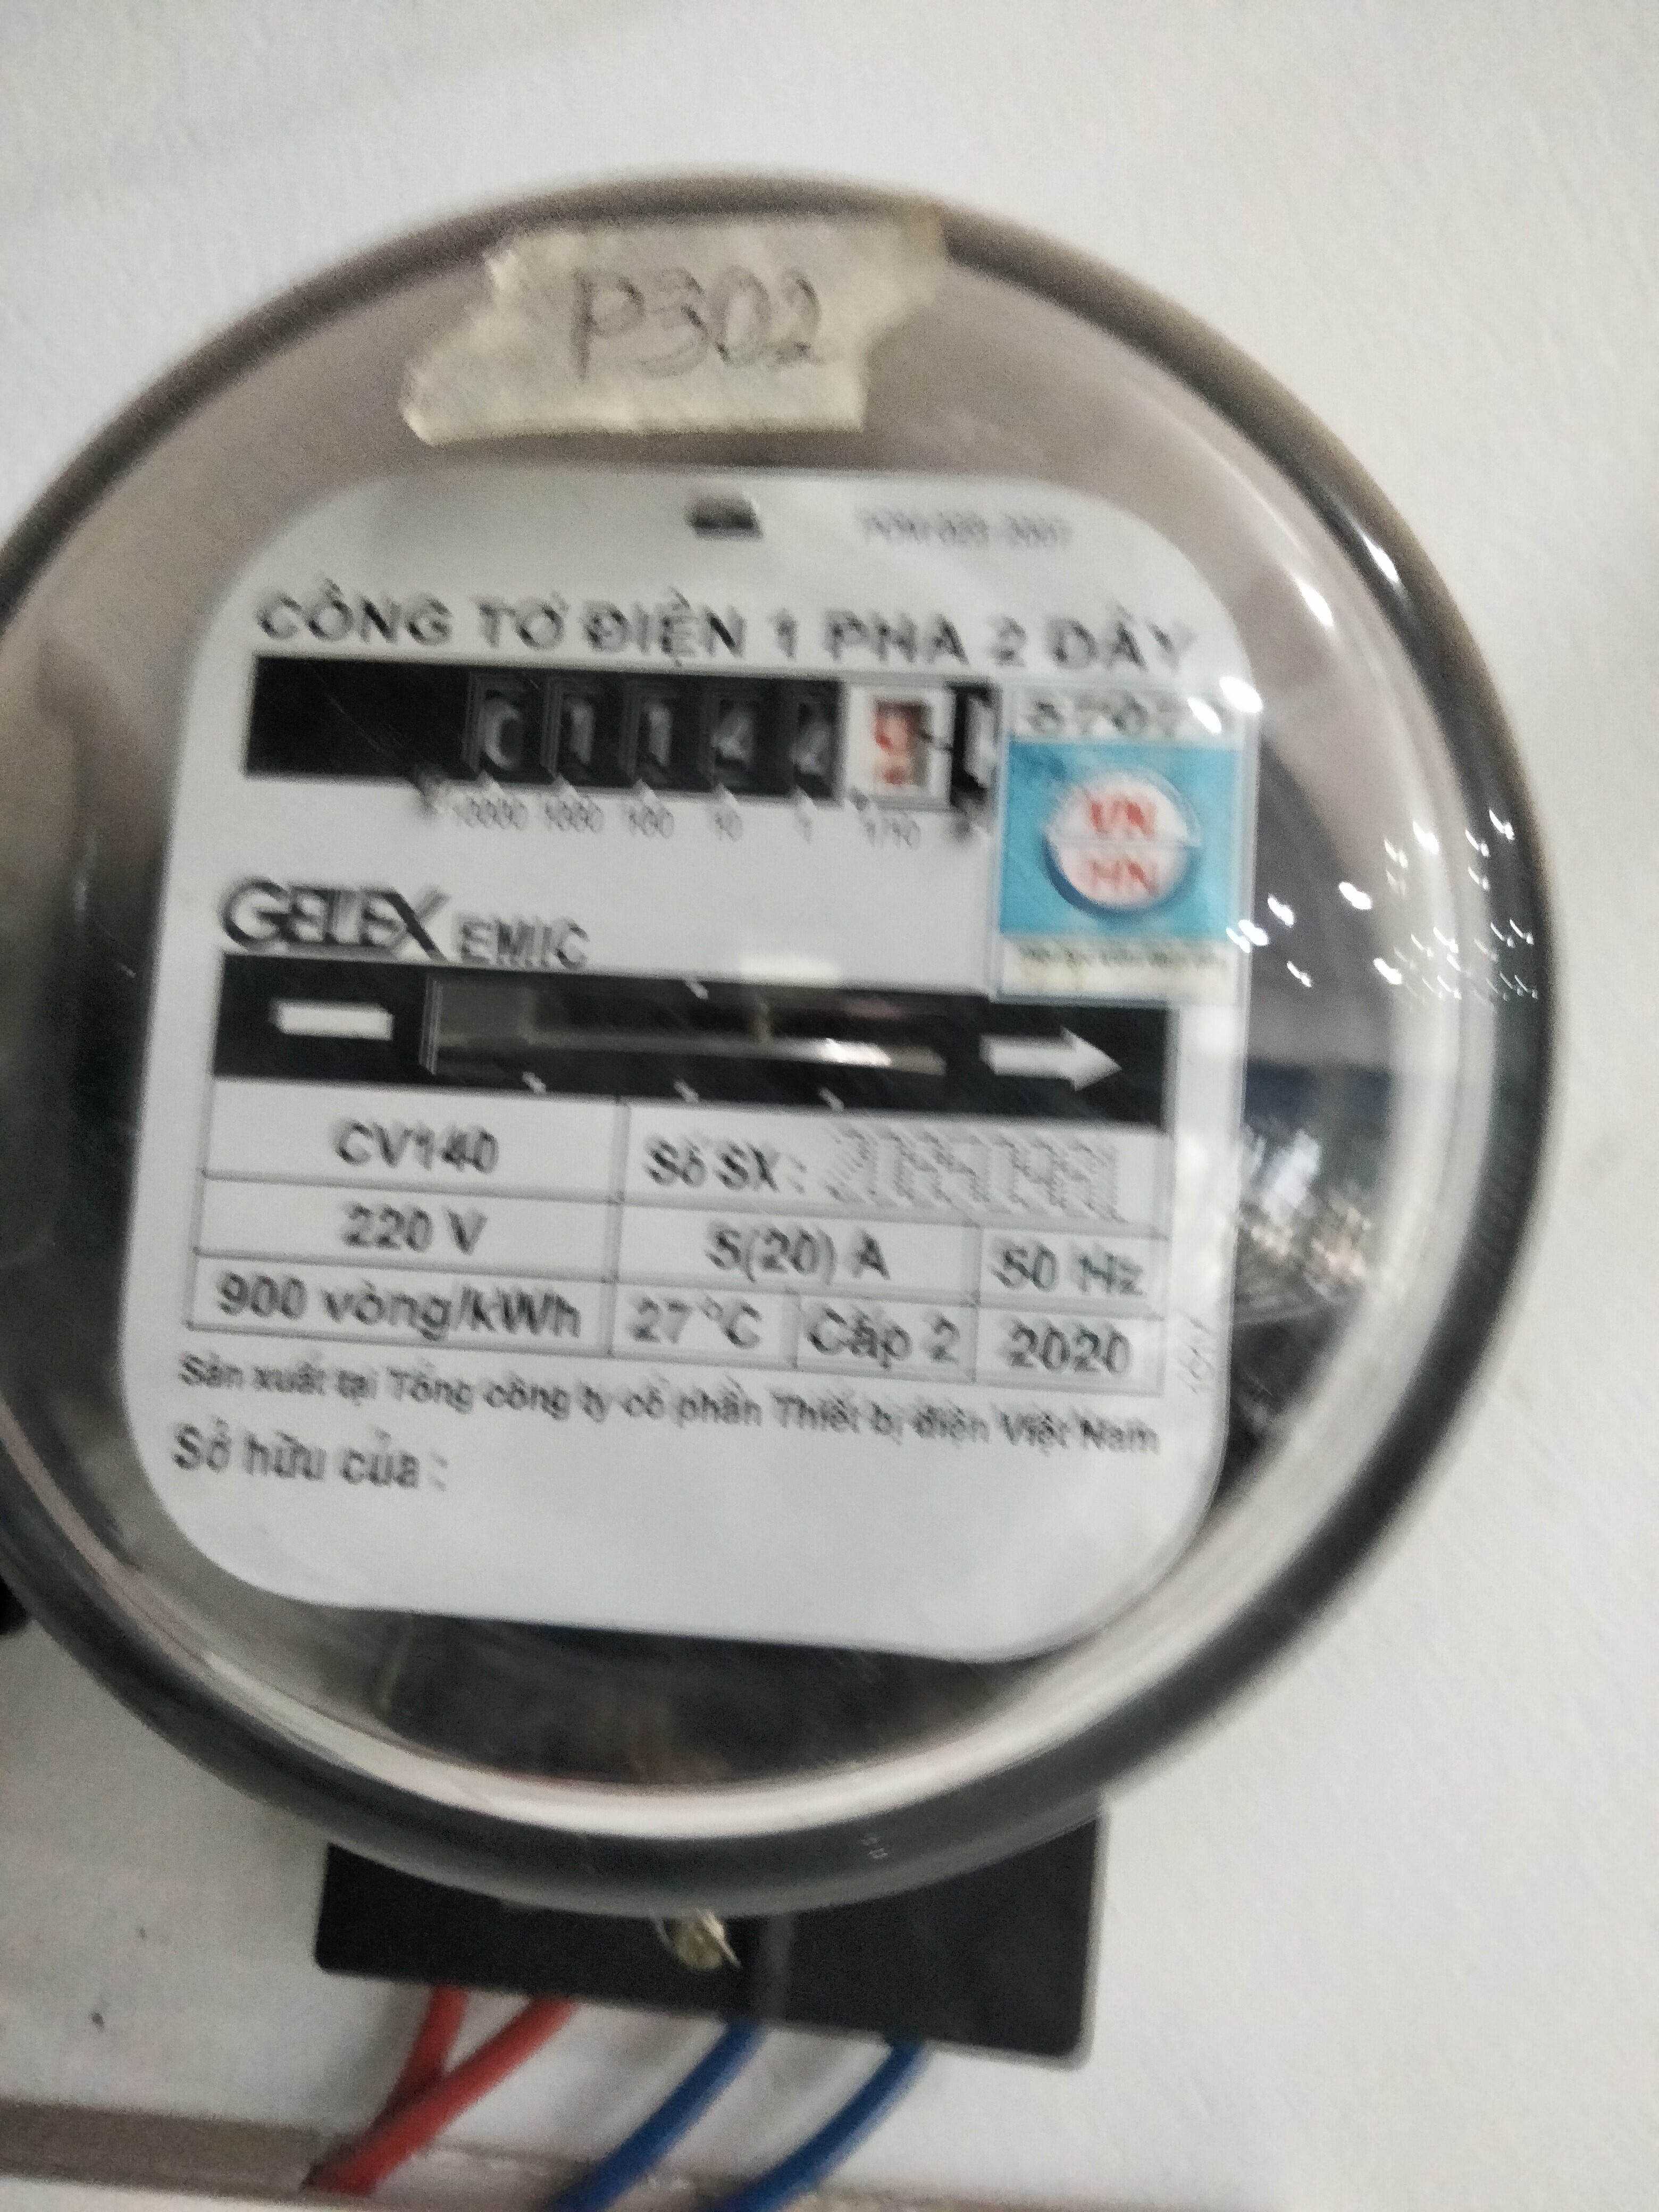 P302
CÔNG TƠ ĐIỆN 1 PHA 2 DÂY
0 1 1 4
10000 1000 100 10 1 1/10
VN
HN
GELEX EMIC
CV140 Số SX:
220 V 5(20) A 50 Hz
900 vòng/kWh 27 °C Cấp 2 2020
Sản xuất tại Tổng công ty cổ phần Thiết bị điện Việt Nam
Sở hữu của :